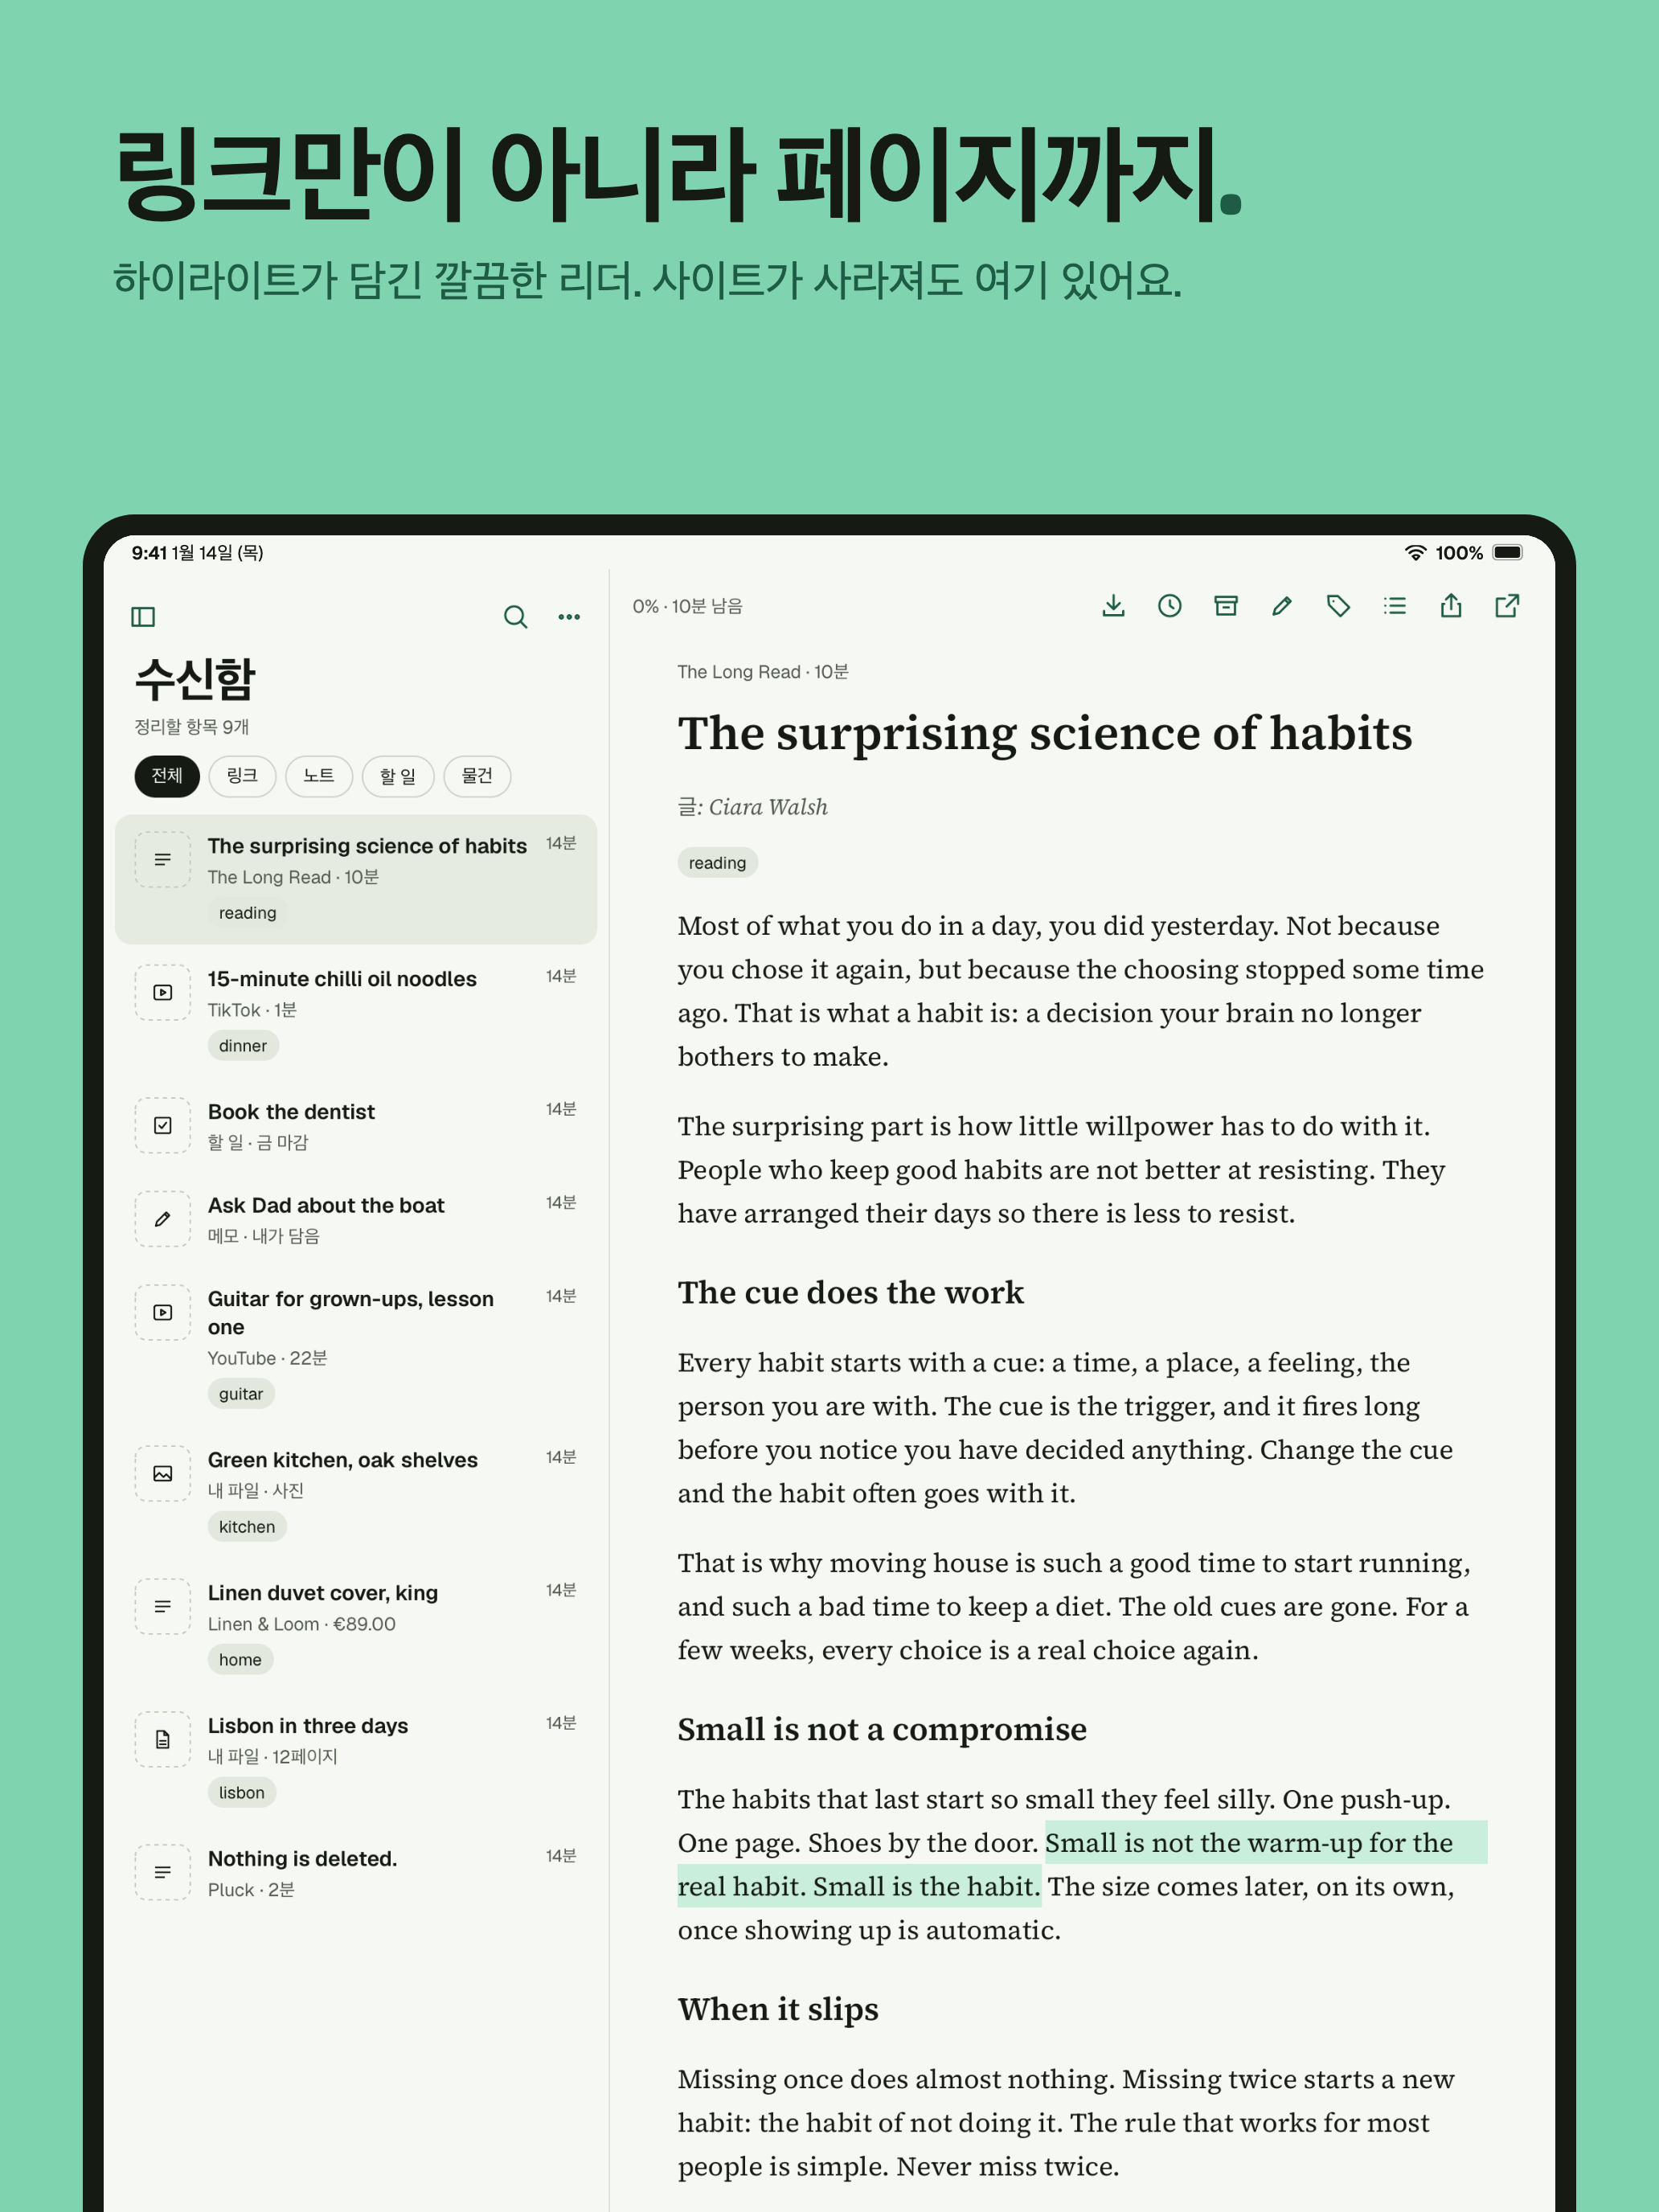 링크만이 아니라 페이지까지.
하이라이트가 담긴 깔끔한 리더. 사이트가 사라져도 여기 있어요.
9:41 1월 14일 (목)
100%
수신함
정리할 항목 9개
전체
링크
노트
할 일
물건
The surprising science of habits
14분
The Long Read · 10분
reading
15-minute chilli oil noodles
14분
TikTok · 1분
dinner
Book the dentist
14분
할 일 · 금 마감
Ask Dad about the boat
14분
메모 · 내가 담음
Guitar for grown-ups, lesson
one
14분
YouTube · 22분
guitar
Green kitchen, oak shelves
14분
내 파일 · 사진
kitchen
Linen duvet cover, king
14분
Linen & Loom · €89.00
home
Lisbon in three days
14분
내 파일 · 12페이지
lisbon
Nothing is deleted.
14분
Pluck · 2분
0% · 10분 남음
The Long Read · 10분
The surprising science of habits
글: Ciara Walsh
reading
Most of what you do in a day, you did yesterday. Not because
you chose it again, but because the choosing stopped some time
ago. That is what a habit is: a decision your brain no longer
bothers to make.
The surprising part is how little willpower has to do with it.
People who keep good habits are not better at resisting. They
have arranged their days so there is less to resist.
The cue does the work
Every habit starts with a cue: a time, a place, a feeling, the
person you are with. The cue is the trigger, and it fires long
before you notice you have decided anything. Change the cue
and the habit often goes with it.
That is why moving house is such a good time to start running,
and such a bad time to keep a diet. The old cues are gone. For a
few weeks, every choice is a real choice again.
Small is not a compromise
The habits that last start so small they feel silly. One push-up.
One page. Shoes by the door. Small is not the warm-up for the
real habit. Small is the habit. The size comes later, on its own,
once showing up is automatic.
When it slips
Missing once does almost nothing. Missing twice starts a new
habit: the habit of not doing it. The rule that works for most
people is simple. Never miss twice.